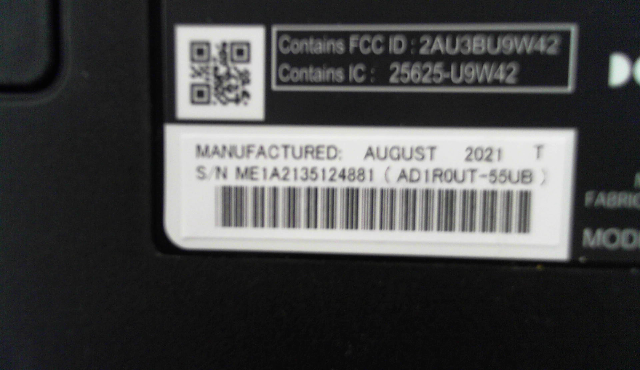 Contains FCC ID : 2AU3BU9W42
Contains IC : 25625-U9W42
MANUFACTURED: AUGUST 2021 T
S/N ME1A2135124881 ( AD1R0UT-55UB )